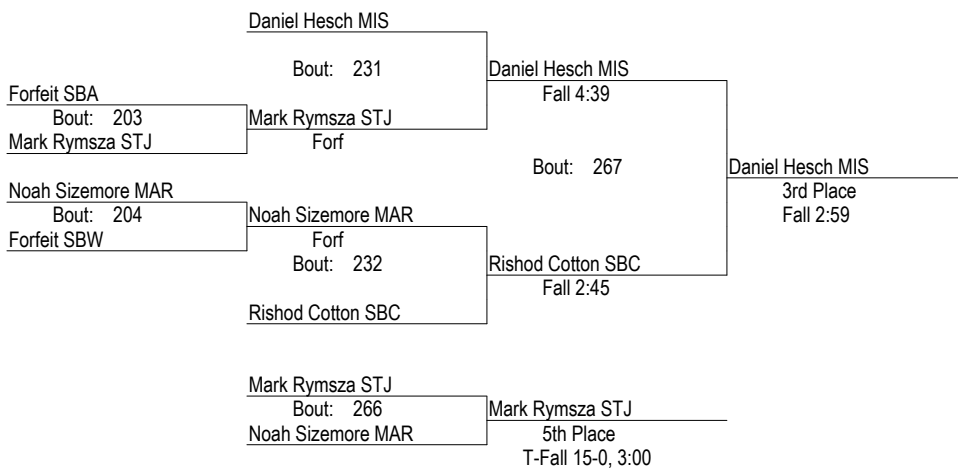 Daniel Hesch MIS
Bout: 231
Daniel Hesch MIS
Fall 4:39
Forfeit SBA
Bout: 203
Mark Rymsza STJ
Mark Rymsza STJ
Forf
Bout: 267
Daniel Hesch MIS
3rd Place
Fall 2:59
Noah Sizemore MAR
Bout: 204
Forfeit SBW
Noah Sizemore MAR
Forf
Bout: 232
Rishod Cotton SBC
Fall 2:45
Rishod Cotton SBC
Mark Rymsza STJ
Bout: 266
Noah Sizemore MAR
Mark Rymsza STJ
5th Place
T-Fall 15-0, 3:00